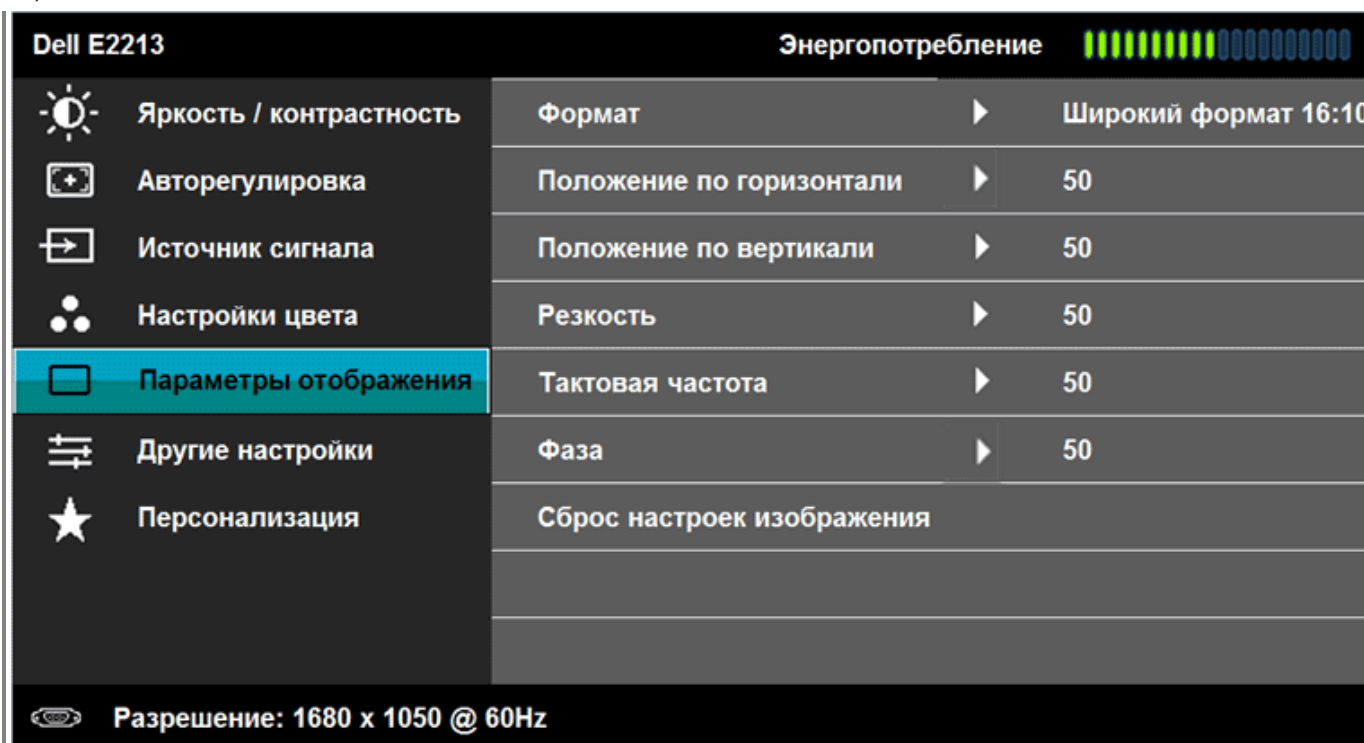 Dell E2213 Энергопотребление
Яркость / контрастность Формат Широкий формат 16:10
Авторегулировка Положение по горизонтали 50
Источник сигнала Положение по вертикали 50
Настройки цвета Резкость 50
Параметры отображения Тактовая частота 50
Другие настройки Фаза 50
Персонализация Сброс настроек изображения
Разрешение: 1680 x 1050 @ 60Hz